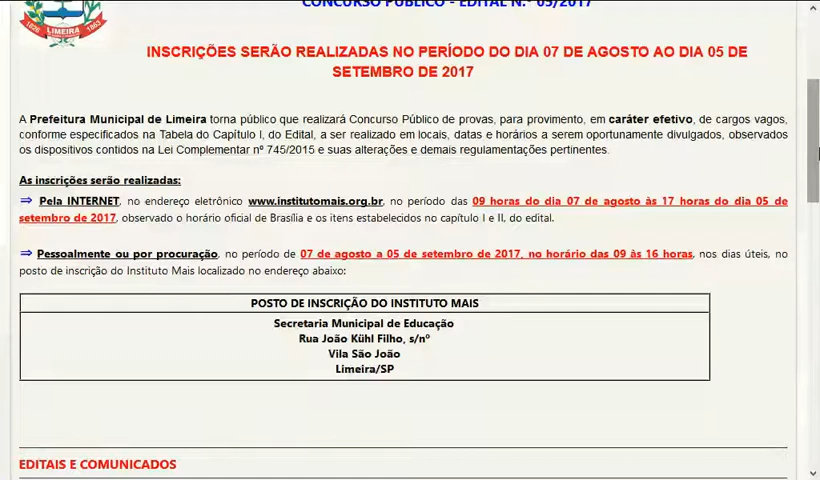 CONCURSO PÚBLICO - EDITAL N.º 05/2017
1826 LIMEIRA 1863
INSCRIÇÕES SERÃO REALIZADAS NO PERÍODO DO DIA 07 DE AGOSTO AO DIA 05 DE
SETEMBRO DE 2017
A Prefeitura Municipal de Limeira torna público que realizará Concurso Público de provas, para provimento, em caráter efetivo, de cargos vagos,
conforme especificados na Tabela do Capítulo I, do Edital, a ser realizado em locais, datas e horários a serem oportunamente divulgados, observados
os dispositivos contidos na Lei Complementar nº 745/2015 e suas alterações e demais regulamentações pertinentes.
As inscrições serão realizadas:
⇒ Pela INTERNET, no endereço eletrônico www.institutomais.org.br, no período das 09 horas do dia 07 de agosto às 17 horas do dia 05 de
setembro de 2017, observado o horário oficial de Brasília e os itens estabelecidos no capítulo I e II, do edital.
⇒ Pessoalmente ou por procuração, no período de 07 de agosto a 05 de setembro de 2017, no horário das 09 às 16 horas, nos dias úteis, no
posto de inscrição do Instituto Mais localizado no endereço abaixo:
POSTO DE INSCRIÇÃO DO INSTITUTO MAIS
Secretaria Municipal de Educação
Rua João Kühl Filho, s/nº
Vila São João
Limeira/SP
EDITAIS E COMUNICADOS